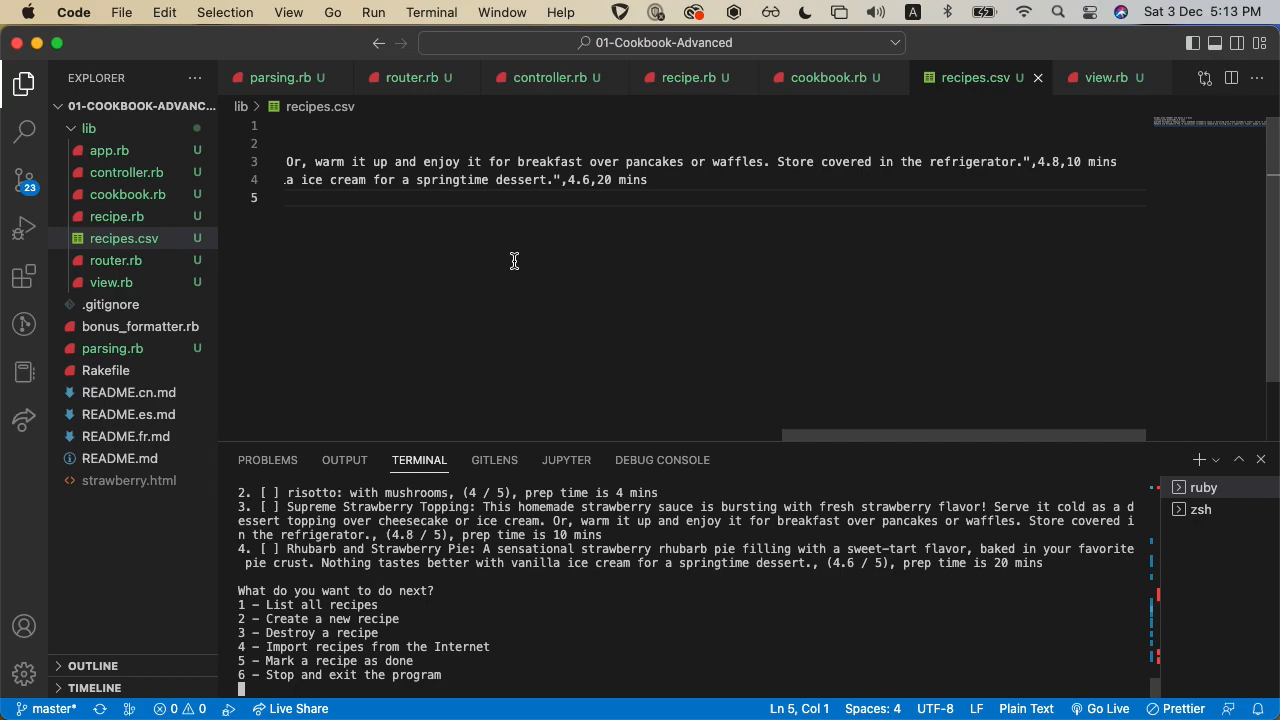 Code File Edit Selection View Go Run Terminal Window Help A Sat 3 Dec 5:13 PM
01-Cookbook-Advanced
EXPLORER
parsing.rb U router.rb U controller.rb U recipe.rb U cookbook.rb U recipes.csv U view.rb U
01-COOKBOOK-ADVANC...
lib > recipes.csv
lib
app.rb U
controller.rb U
cookbook.rb U
recipe.rb U
recipes.csv U
router.rb U
view.rb U
.gitignore
bonus_formatter.rb
parsing.rb U
Rakefile
README.cn.md
README.es.md
README.fr.md
README.md
strawberry.html
OUTLINE
TIMELINE
23
1
2
3 Or, warm it up and enjoy it for breakfast over pancakes or waffles. Store covered in the refrigerator.",4.8,10 mins
4 a ice cream for a springtime dessert.",4.6,20 mins
5
PROBLEMS OUTPUT TERMINAL GITLENS JUPYTER DEBUG CONSOLE
ruby
zsh
2. [ ] risotto: with mushrooms, (4 / 5), prep time is 4 mins
3. [ ] Supreme Strawberry Topping: This homemade strawberry sauce is bursting with fresh strawberry flavor! Serve it cold as a d
essert topping over cheesecake or ice cream. Or, warm it up and enjoy it for breakfast over pancakes or waffles. Store covered i
n the refrigerator., (4.8 / 5), prep time is 10 mins
4. [ ] Rhubarb and Strawberry Pie: A sensational strawberry rhubarb pie filling with a sweet-tart flavor, baked in your favorite
pie crust. Nothing tastes better with vanilla ice cream for a springtime dessert., (4.6 / 5), prep time is 20 mins
What do you want to do next?
1 - List all recipes
2 - Create a new recipe
3 - Destroy a recipe
4 - Import recipes from the Internet
5 - Mark a recipe as done
6 - Stop and exit the program
master* 0 0 Live Share Ln 5, Col 1 Spaces: 4 UTF-8 LF Plain Text Go Live Prettier